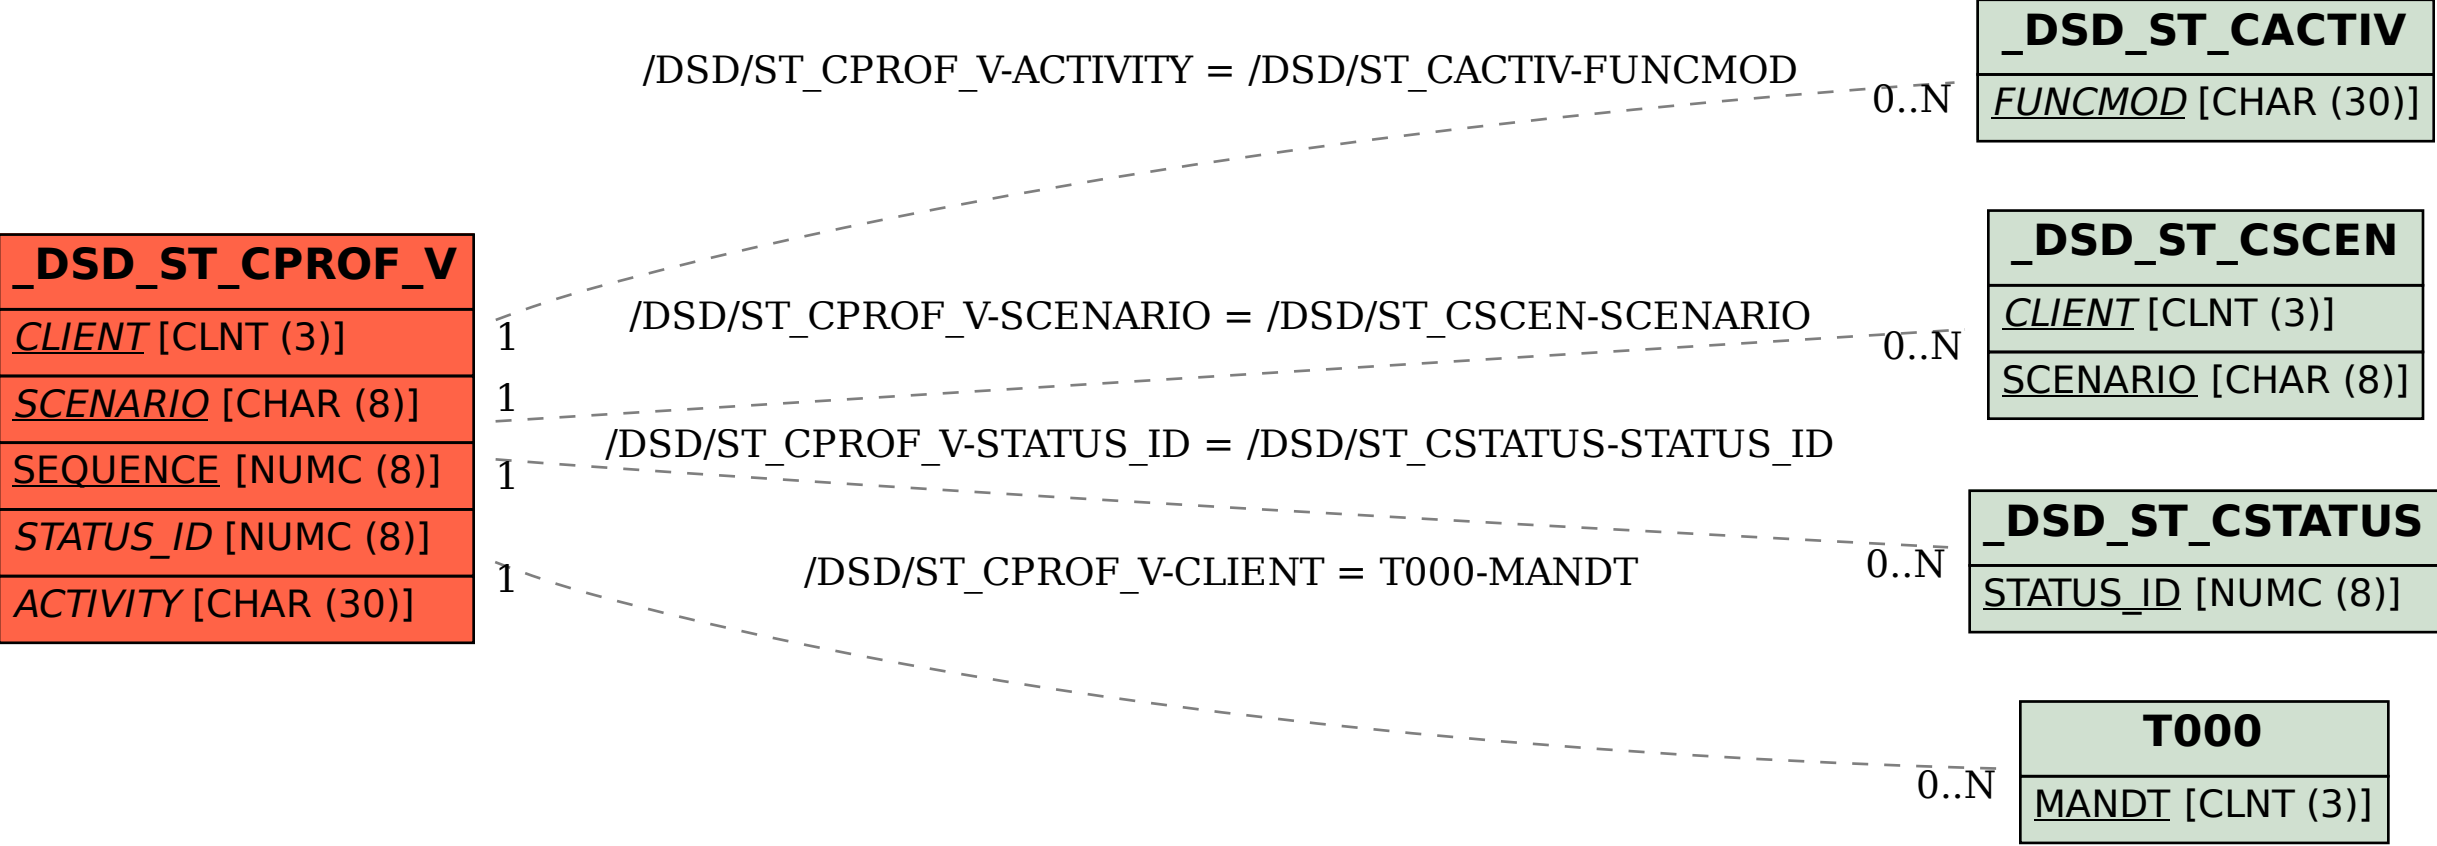 _DSD_ST_CPROF_V
CLIENT [CLNT (3)]
SCENARIO [CHAR (8)]
SEQUENCE [NUMC (8)]
STATUS_ID [NUMC (8)]
ACTIVITY [CHAR (30)]
/DSD/ST_CPROF_V-ACTIVITY = /DSD/ST_CACTIV-FUNCMOD
1
0..N
/DSD/ST_CPROF_V-SCENARIO = /DSD/ST_CSCEN-SCENARIO
1
0..N
/DSD/ST_CPROF_V-STATUS_ID = /DSD/ST_CSTATUS-STATUS_ID
1
0..N
/DSD/ST_CPROF_V-CLIENT = T000-MANDT
1
0..N
_DSD_ST_CACTIV
FUNCMOD [CHAR (30)]
_DSD_ST_CSCEN
CLIENT [CLNT (3)]
SCENARIO [CHAR (8)]
_DSD_ST_CSTATUS
STATUS_ID [NUMC (8)]
T000
MANDT [CLNT (3)]